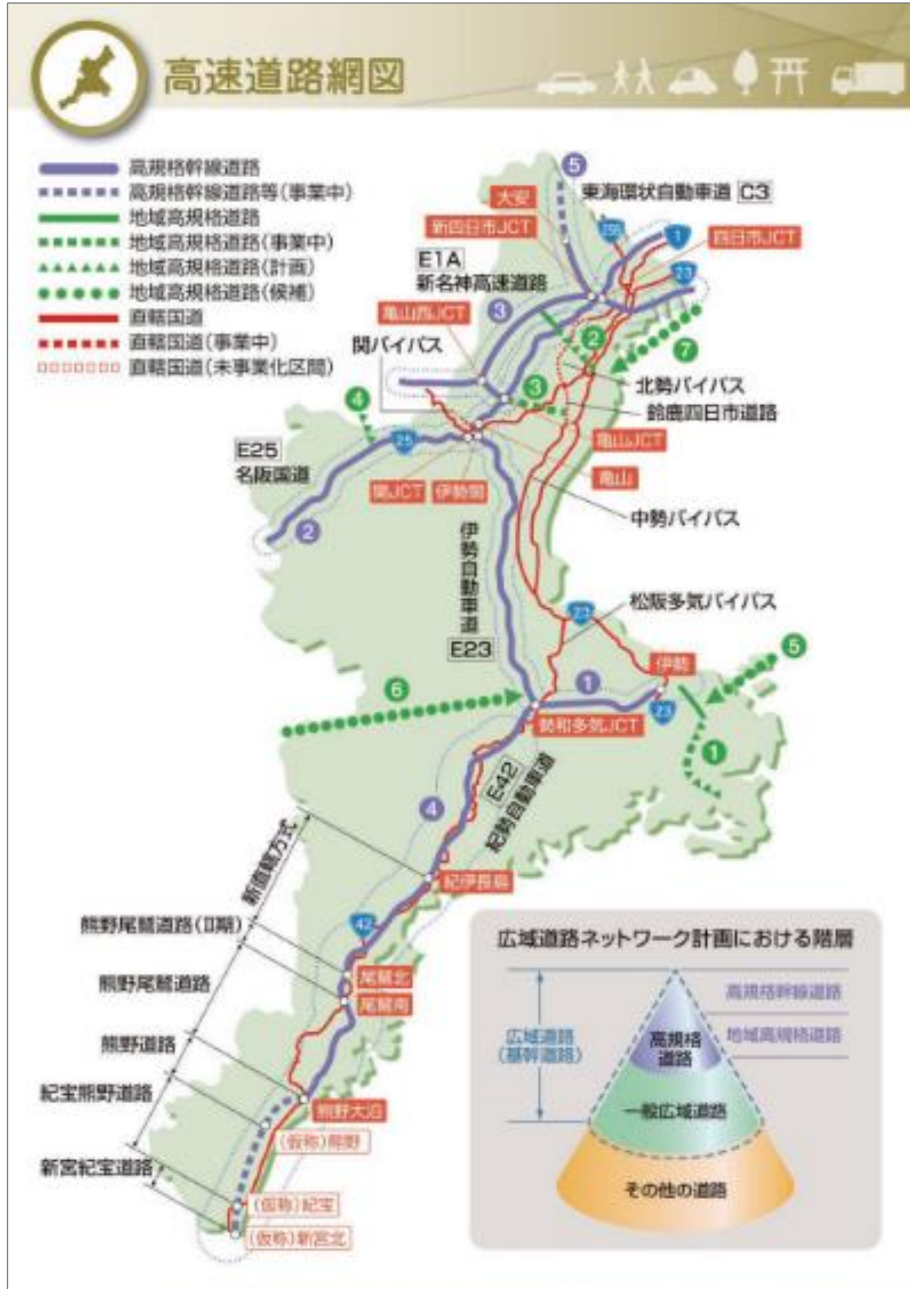 高速道路網図
高規格幹線道路
高規格幹線道路等(事業中)
地域高規格道路
地域高規格道路(事業中)
地域高規格道路(計画)
地域高規格道路(候補)
直轄国道
直轄国道(事業中)
直轄国道(未事業化区間)
5
大安
東海環状自動車道 C3
新四日市JCT
1
四日市JCT
E1A
新名神高速道路
23
3
亀山西JCT
関バイパス
2
7
北勢バイパス
3
鈴鹿四日市道路
4
25
亀山JCT
E25
名阪国道
亀山
関JCT
伊勢関
2
中勢バイパス
伊勢自動車道
E23
松阪多気バイパス
23
伊勢
5
1
6
23
勢和多気JCT
1
E42
紀勢自動車道
4
新直轄方式
紀伊長島
熊野尾鷲道路(Ⅱ期)
42
熊野尾鷲道路
尾鷲北
尾鷲南
熊野道路
紀宝熊野道路
熊野大泊
(仮称)熊野
新宮紀宝道路
(仮称)紀宝
(仮称)新宮北
広域道路ネットワーク計画における階層
高規格幹線道路
地域高規格道路
広域道路
(基幹道路)
高規格
道路
一般広域道路
その他の道路